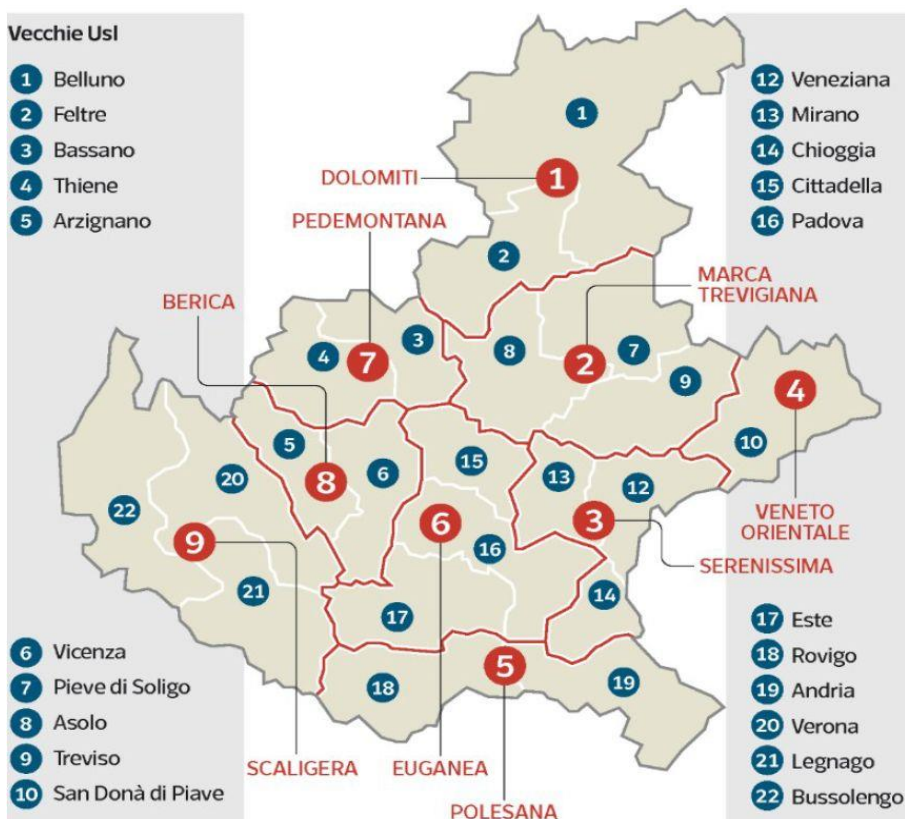 Vecchie Usl
1 Belluno
2 Feltre
3 Bassano
4 Thiene
5 Arzignano
12 Veneziana
13 Mirano
14 Chioggia
15 Cittadella
16 Padova
1
DOLOMITI
1
PEDEMONTANA
2
MARCA
TREVIGIANA
BERICA
3
4
7
8
2
7
9
4
5
8
6
15
13
12
10
20
22
9
6
3
16
VENETO
ORIENTALE
SERENISSIMA
21
14
17
5
18
19
6 Vicenza
7 Pieve di Soligo
8 Asolo
9 Treviso
10 San Donà di Piave
SCALIGERA
EUGANEA
POLESANA
17 Este
18 Rovigo
19 Andria
20 Verona
21 Legnago
22 Bussolengo